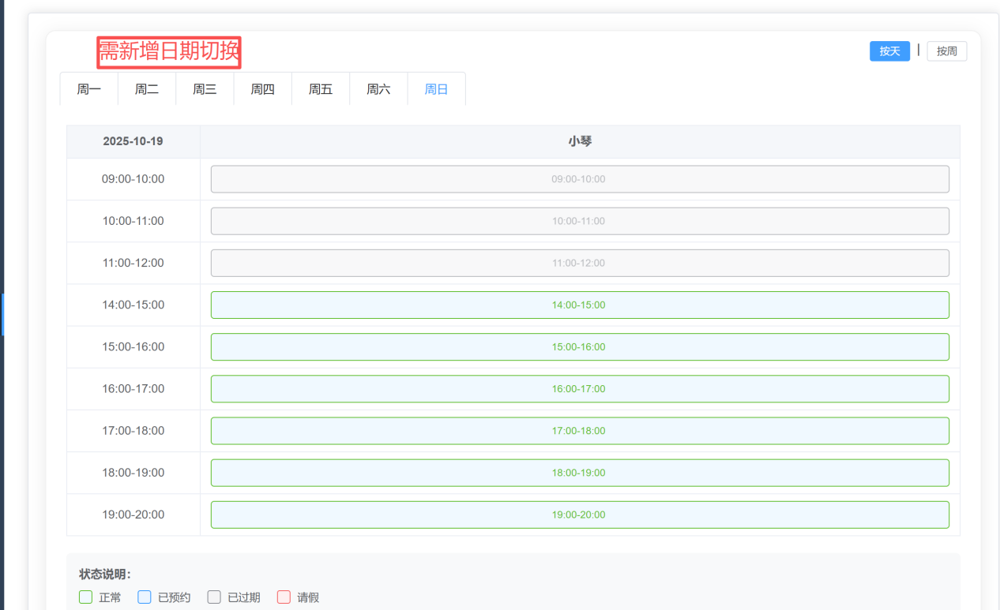 需新增日期切换
按天 | 按周
周一 周二 周三 周四 周五 周六 周日
2025-10-19 小琴
09:00-10:00 09:00-10:00
10:00-11:00 10:00-11:00
11:00-12:00 11:00-12:00
14:00-15:00 14:00-15:00
15:00-16:00 15:00-16:00
16:00-17:00 16:00-17:00
17:00-18:00 17:00-18:00
18:00-19:00 18:00-19:00
19:00-20:00 19:00-20:00
状态说明:
正常 已预约 已过期 请假